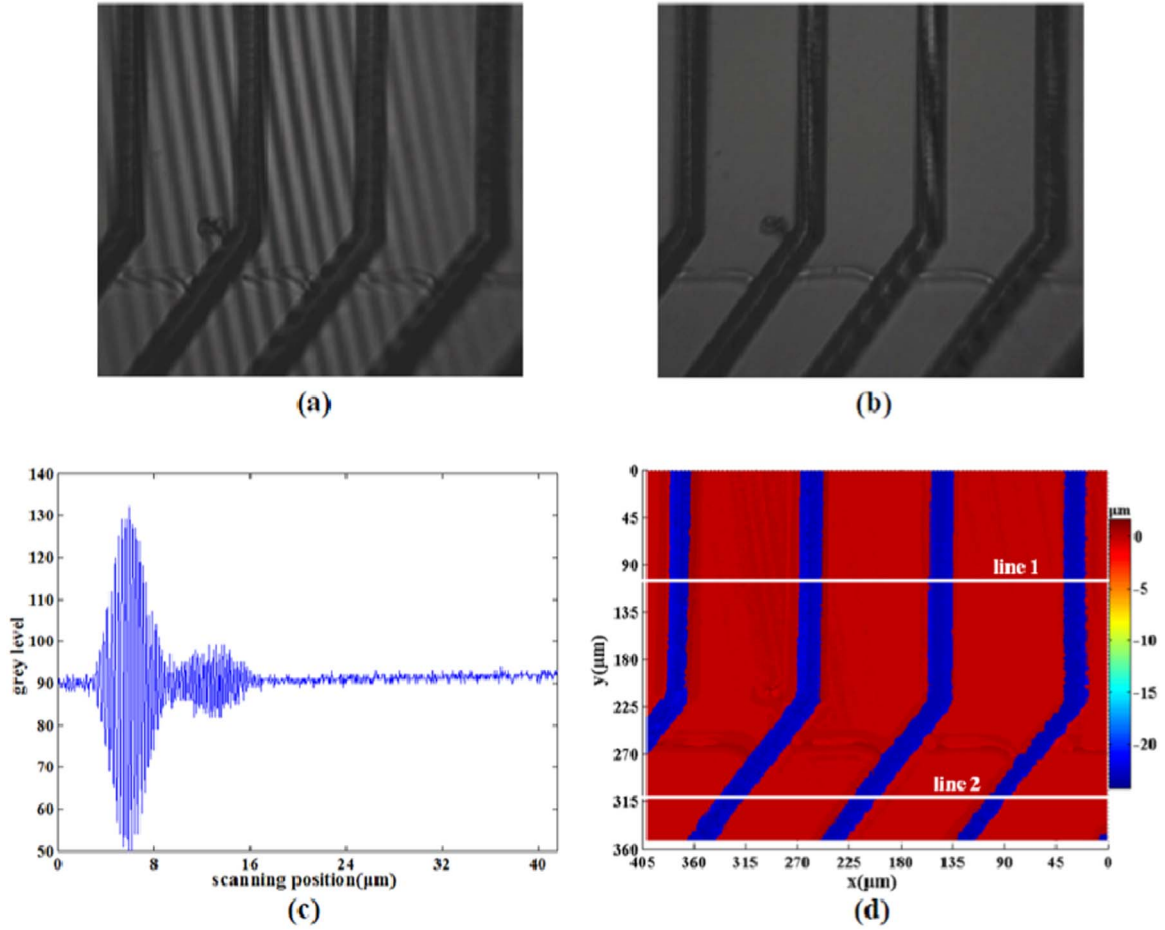 (a)
(b)
140
130
120
110
100
90
80
70
60
50
grey level
0 8 16 24 32 40
scanning position(μm)
(c)
0
45
90
135
180
225
270
315
360
y(μm)
line 1
line 2
405 360 315 270 225 180 135 90 45 0
x(μm)
μm
0
-5
-10
-15
-20
(d)